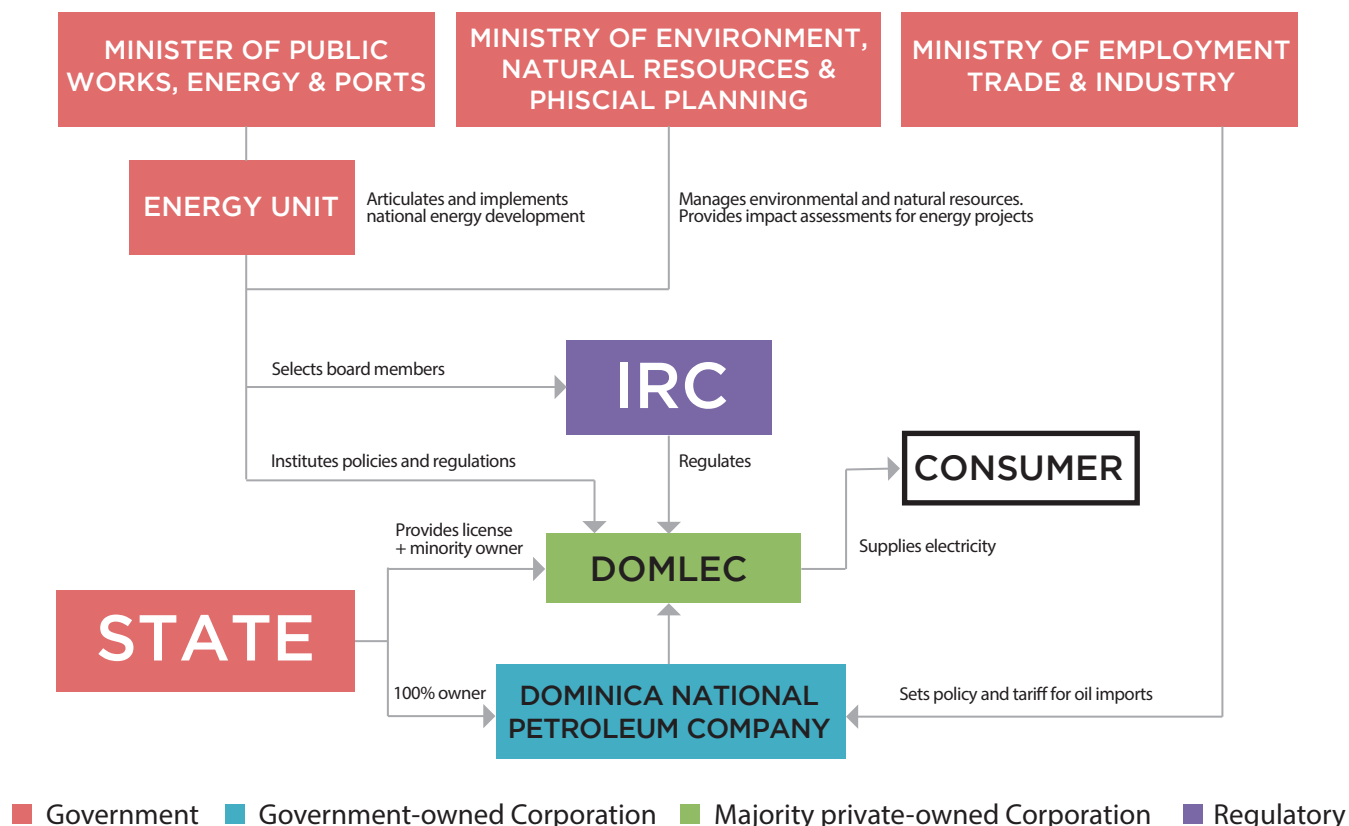 MINISTER OF PUBLIC
WORKS, ENERGY & PORTS
MINISTRY OF ENVIRONMENT,
NATURAL RESOURCES &
PHISCIAL PLANNING
MINISTRY OF EMPLOYMENT
TRADE & INDUSTRY
ENERGY UNIT
Articulates and implements
national energy development
Manages environmental and natural resources.
Provides impact assessments for energy projects
Selects board members
IRC
Institutes policies and regulations
Regulates
CONSUMER
Provides license
+ minority owner
DOMLEC
Supplies electricity
STATE
100% owner
DOMINICA NATIONAL
PETROLEUM COMPANY
Sets policy and tariff for oil imports
Government
Government-owned Corporation
Majority private-owned Corporation
Regulatory